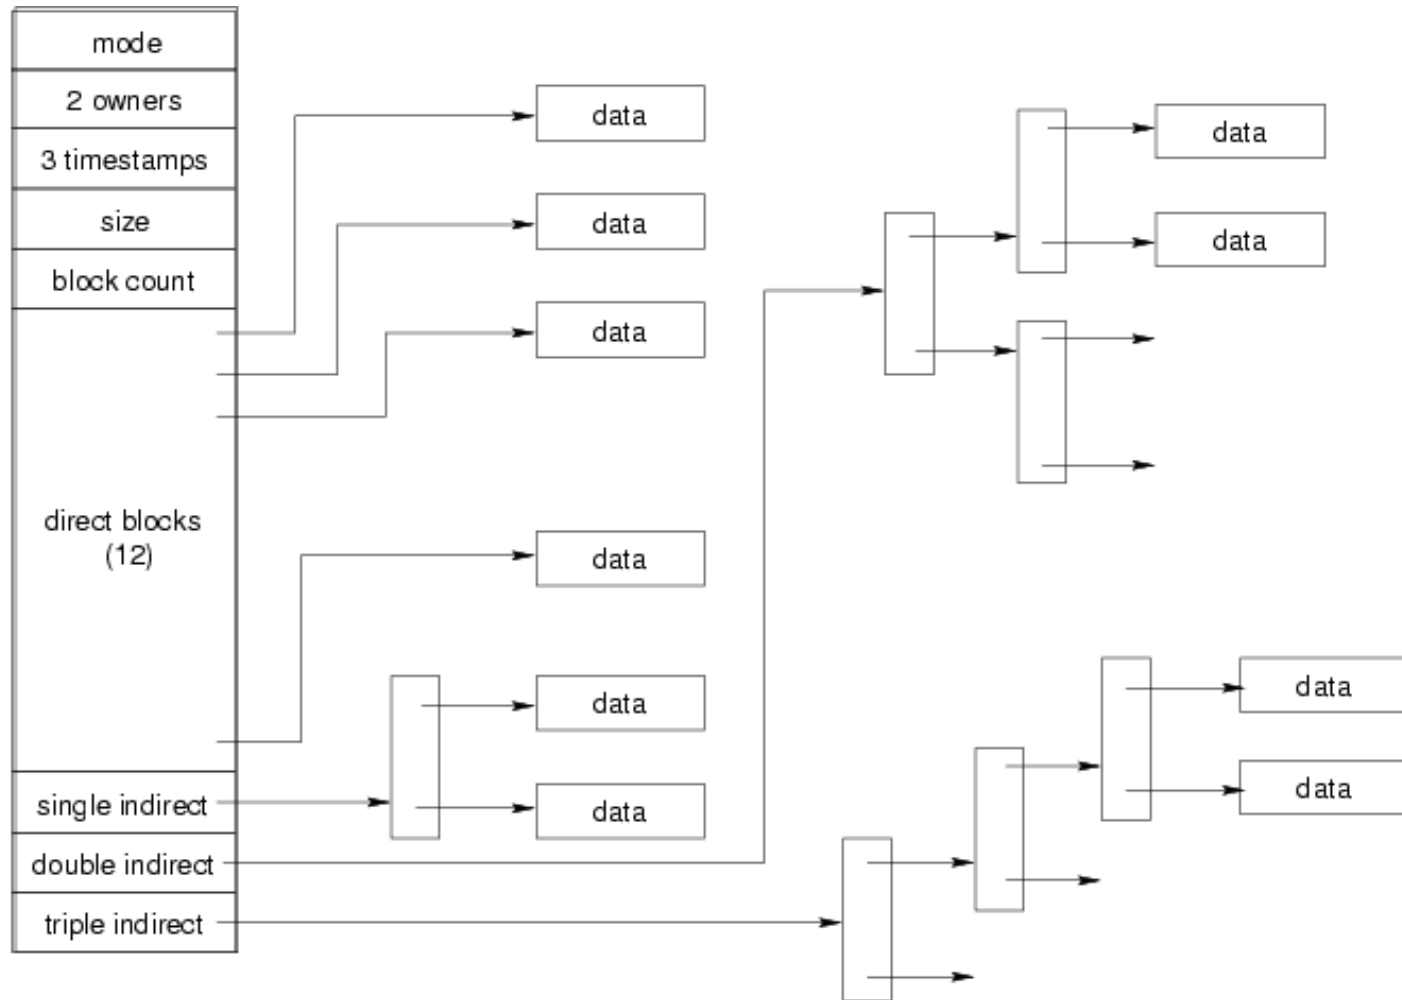 mode
2 owners
3 timestamps
size
block count
direct blocks
(12)
single indirect
double indirect
triple indirect
data
data
data
data
data
data
data
data
data
data